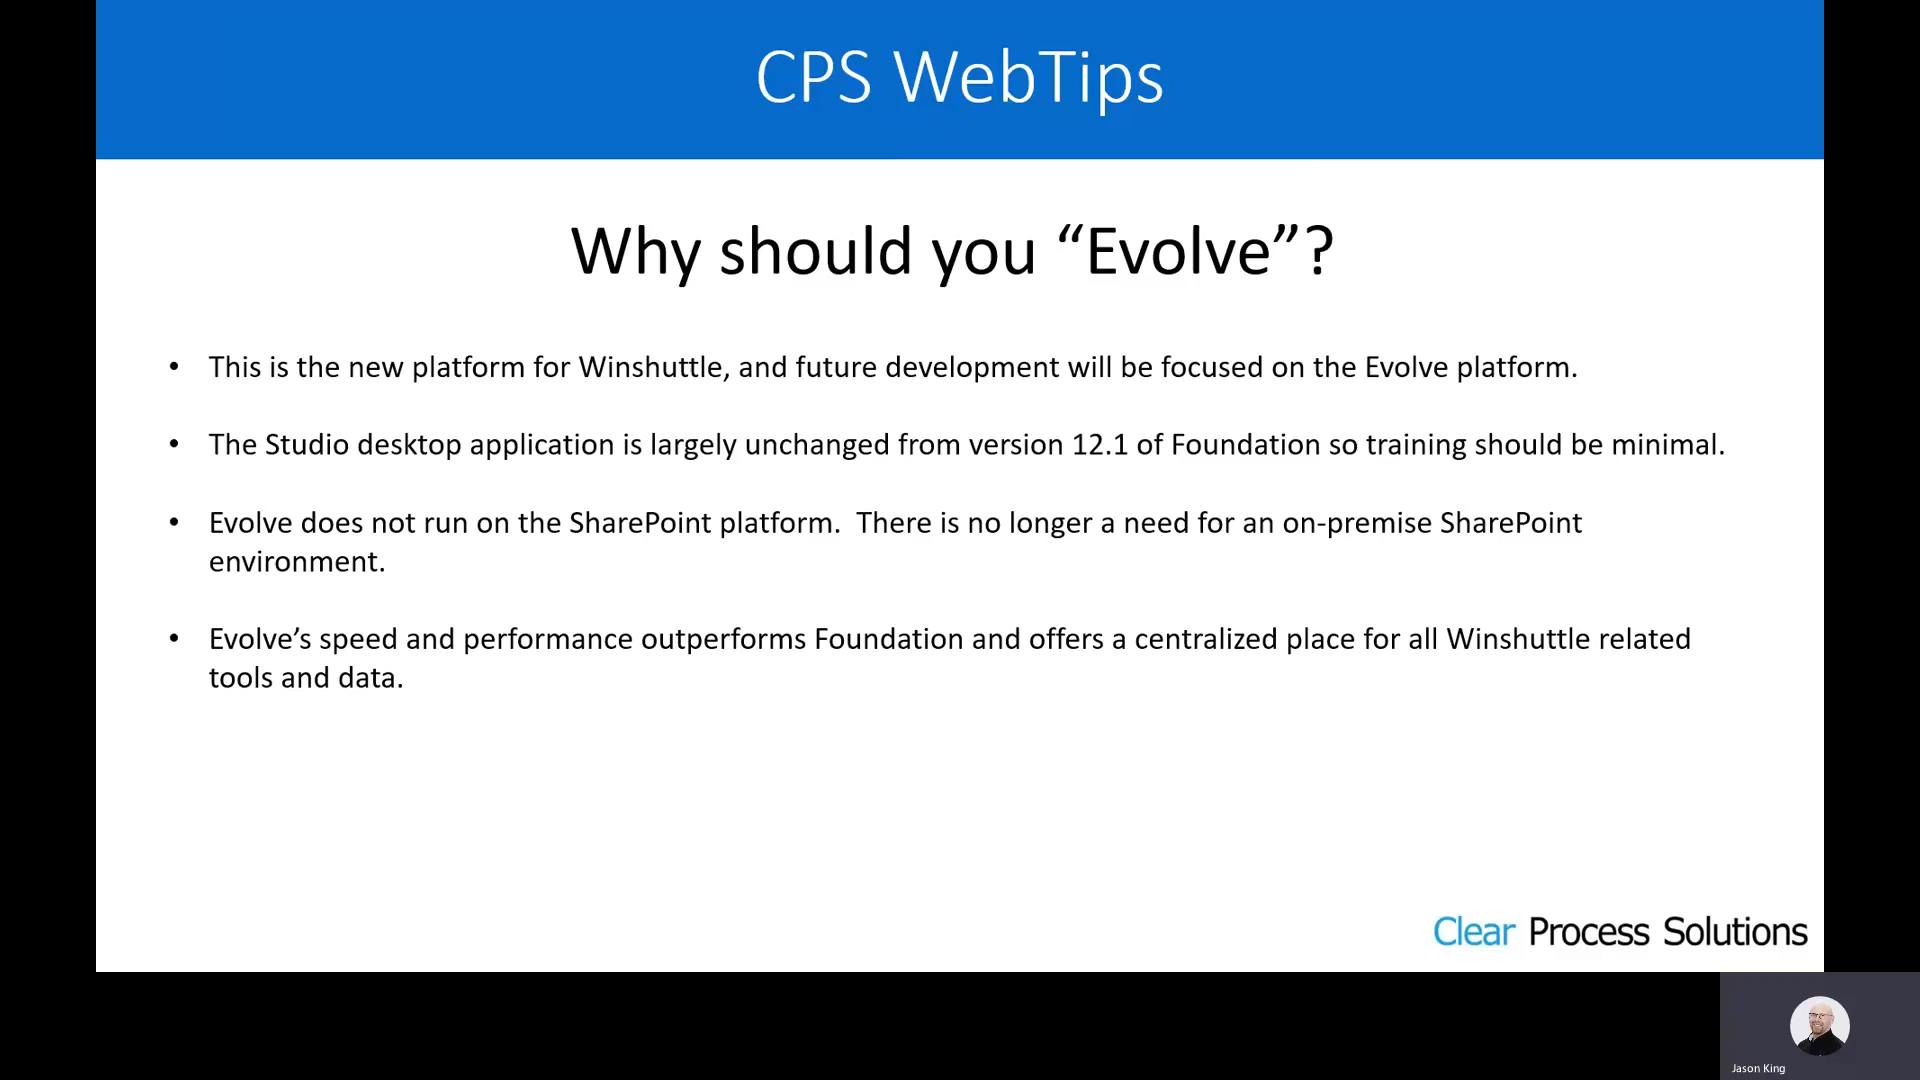 CPS WebTips
Why should you “Evolve”?
• This is the new platform for Winshuttle, and future development will be focused on the Evolve platform.
• The Studio desktop application is largely unchanged from version 12.1 of Foundation so training should be minimal.
• Evolve does not run on the SharePoint platform.  There is no longer a need for an on-premise SharePoint
environment.
• Evolve’s speed and performance outperforms Foundation and offers a centralized place for all Winshuttle related
tools and data.
Clear Process Solutions
Jason King